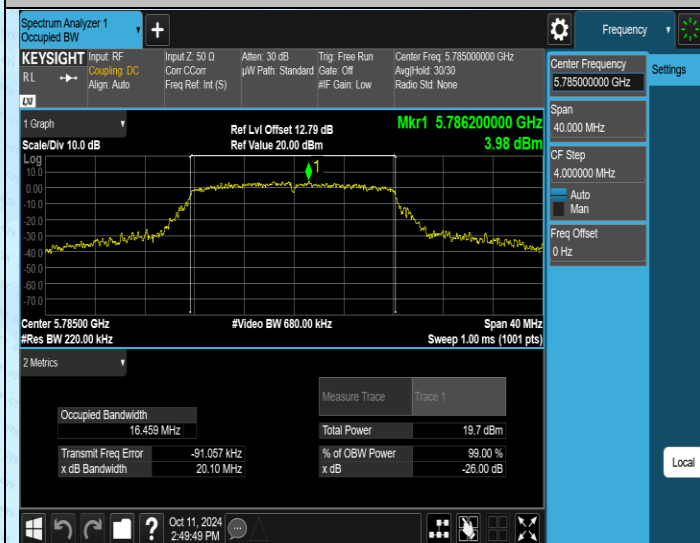 Spectrum Analyzer 1
Occupied BW
+
Frequency
KEYSIGHT
RL
LXI
Input: RF
Coupling: DC
Align: Auto
Input Z: 50 Ω
Corr CCorr
Freq Ref: Int (S)
Atten: 30 dB
µW Path: Standard
Trig: Free Run
Gate: Off
#IF Gain: Low
Center Freq: 5.785000000 GHz
Avg|Hold: 30/30
Radio Std: None
Center Frequency
5.785000000 GHz
Settings
Span
40.000 MHz
CF Step
4.000000 MHz
Auto
Man
Freq Offset
0 Hz
Local
1 Graph
Scale/Div 10.0 dB
Ref Lvl Offset 12.79 dB
Ref Value 20.00 dBm
Mkr1 5.786200000 GHz
3.98 dBm
Log
10.0
0.00
-10.0
-20.0
-30.0
-40.0
-50.0
-60.0
-70.0
1
Center 5.78500 GHz
#Video BW 680.00 kHz
Span 40 MHz
#Res BW 220.00 kHz
Sweep 1.00 ms (1001 pts)
2 Metrics
Measure Trace
Trace 1
Occupied Bandwidth
16.459 MHz
Total Power
19.7 dBm
Transmit Freq Error
-91.057 kHz
% of OBW Power
99.00 %
x dB Bandwidth
20.10 MHz
x dB
-26.00 dB
?
Oct 11, 2024
2:49:49 PM